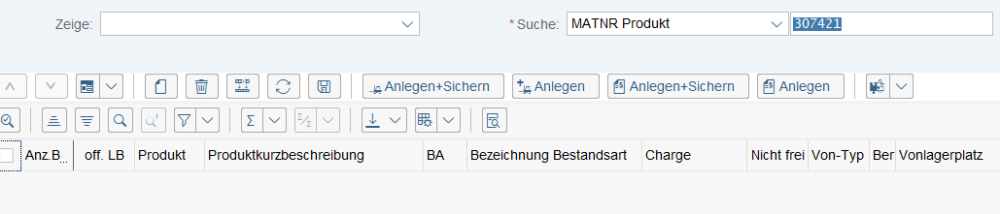 Zeige: * Suche: MATNR Produkt 307421
Anlegen+Sichern Anlegen Anlegen+Sichern Anlegen
Anz.B... off. LB Produkt Produktkurzbeschreibung BA Bezeichnung Bestandsart Charge Nicht frei Von-Typ Ber Vonlagerplatz